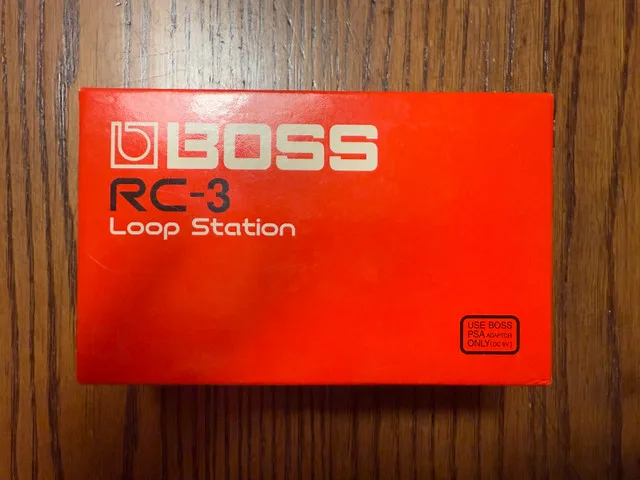 BOSS
RC-3
Loop Station
USE BOSS
PSA ADAPTOR
ONLY [DC 9V]